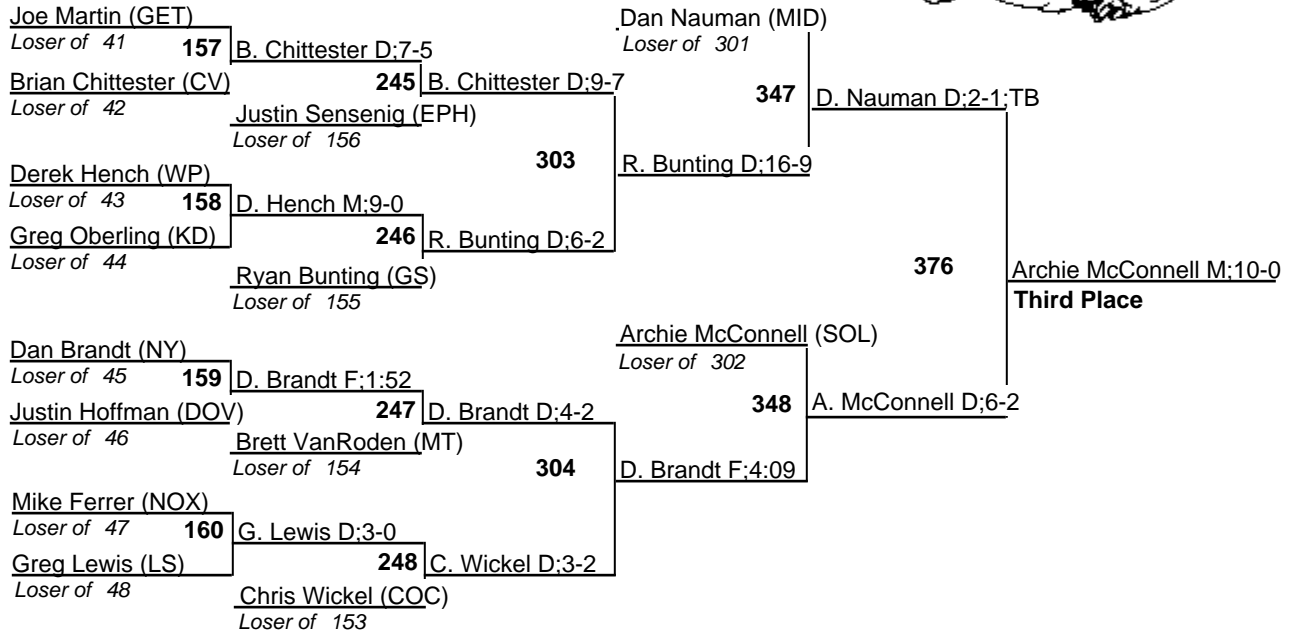 Joe Martin (GET)
Loser of 41
157
B. Chittester D;7-5
Brian Chittester (CV)
Loser of 42
245
B. Chittester D;9-7
Justin Sensenig (EPH)
Loser of 156
303
Derek Hench (WP)
Loser of 43
158
D. Hench M;9-0
Greg Oberling (KD)
Loser of 44
246
R. Bunting D;6-2
Ryan Bunting (GS)
Loser of 155
Dan Nauman (MID)
Loser of 301
347
D. Nauman D;2-1;TB
R. Bunting D;16-9
376
Archie McConnell M;10-0
Third Place
Dan Brandt (NY)
Loser of 45
159
D. Brandt F;1:52
Justin Hoffman (DOV)
Loser of 46
247
D. Brandt D;4-2
Brett VanRoden (MT)
Loser of 154
304
Mike Ferrer (NOX)
Loser of 47
160
G. Lewis D;3-0
Greg Lewis (LS)
Loser of 48
248
C. Wickel D;3-2
Chris Wickel (COC)
Loser of 153
Archie McConnell (SOL)
Loser of 302
348
A. McConnell D;6-2
D. Brandt F;4:09